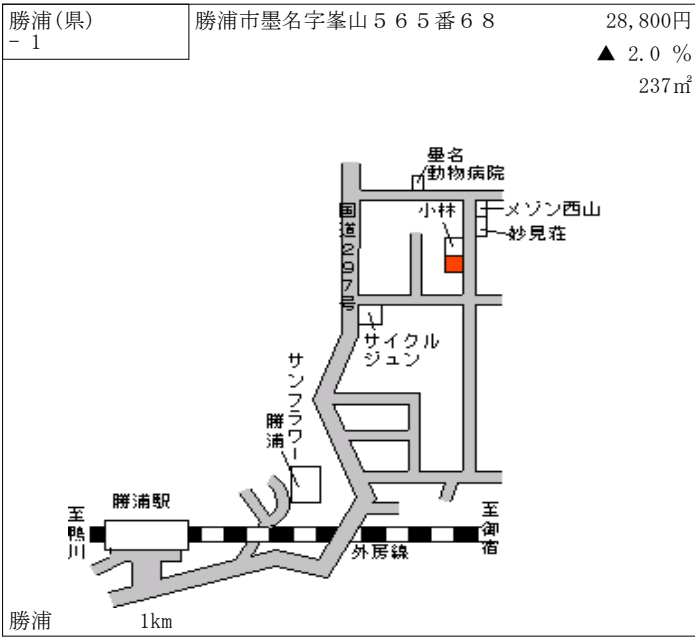 勝浦(県)
- 1
勝浦市墨名字峯山５６５番６８
28,800円
▲ 2.0 %
237㎡
墨名
動物病院
国道297号
小林
メゾン西山
妙見荘
サイクル
ジュン
サンフラワー
勝浦
勝浦駅
至鴨川
至御宿
外房線
勝浦 1km